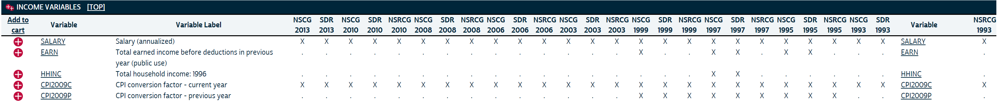 INCOME VARIABLES [TOP]
Add to cart Variable Variable Label NSCG 2013 SDR 2013 NSCG 2010 SDR 2010 NSRCG 2010 NSCG 2008 SDR 2008 NSRCG 2008 NSCG 2006 SDR 2006 NSRCG 2006 NSCG 2003 SDR 2003 NSRCG 2003 NSCG 1999 SDR 1999 NSRCG 1999 NSCG 1997 SDR 1997 NSRCG 1997 NSCG 1995 SDR 1995 NSRCG 1995 NSCG 1993 SDR 1993 Variable NSRCG 1993
SALARY Salary (annualized) X X X X X X X X X X X X X X X X X X X X X X X X X SALARY X
EARN Total earned income before deductions in previous year (public use) . . . . . . . . . . . . . . X . . X X . X X . . . EARN .
HHINC Total household income: 1996 . . . . . . . . . . . . . . . . . X X . . . . . . HHINC .
CPI2009C CPI conversion factor - current year X X X X X X X X X X X X X X X X X X X X X X X X X CPI2009C X
CPI2009P CPI conversion factor - previous year . . . . . . . . . . . . . . X X X X X X X X X . . CPI2009P .